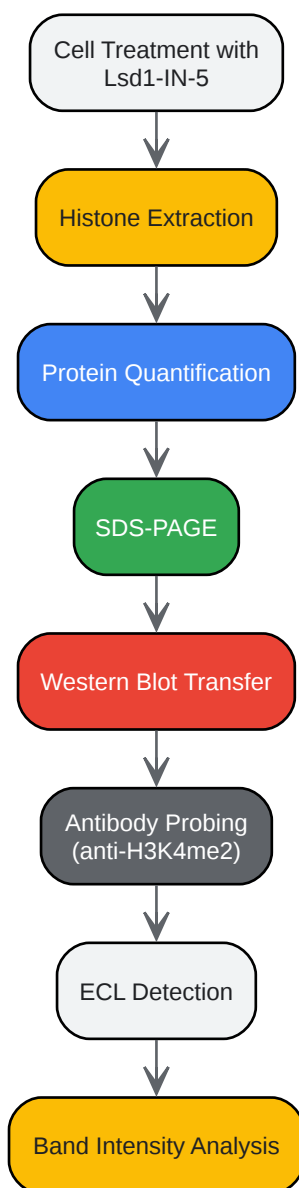 Cell Treatment with
Lsd1-IN-5
Histone Extraction
Protein Quantification
SDS-PAGE
Western Blot Transfer
Antibody Probing
(anti-H3K4me2)
ECL Detection
Band Intensity Analysis